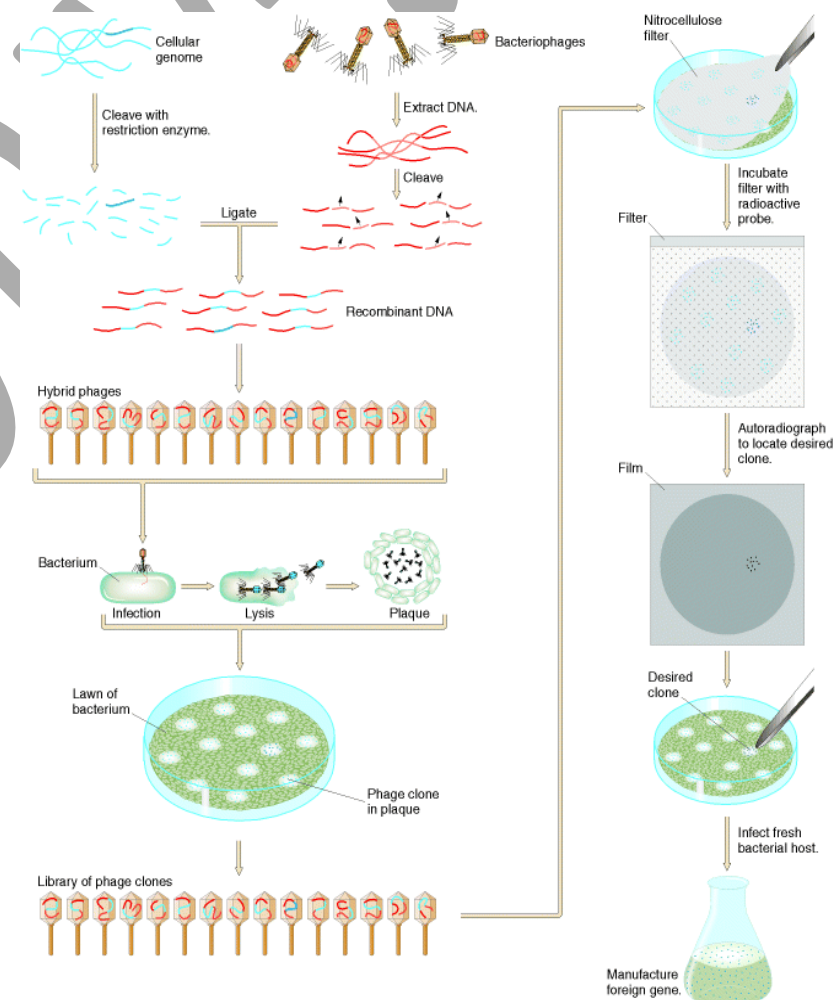 Cellular
genome
Bacteriophages
Cleave with
restriction enzyme.
Extract DNA.
Cleave
Ligate
Recombinant DNA
Hybrid phages
Bacterium
Infection
Lysis
Plaque
Lawn of
bacterium
Phage clone
in plaque
Library of phage clones
Nitrocellulose
filter
Incubate
filter with
radioactive
probe.
Filter
Autoradiograph
to locate desired
clone.
Film
Desired
clone
Infect fresh
bacterial host.
Manufacture
foreign gene.